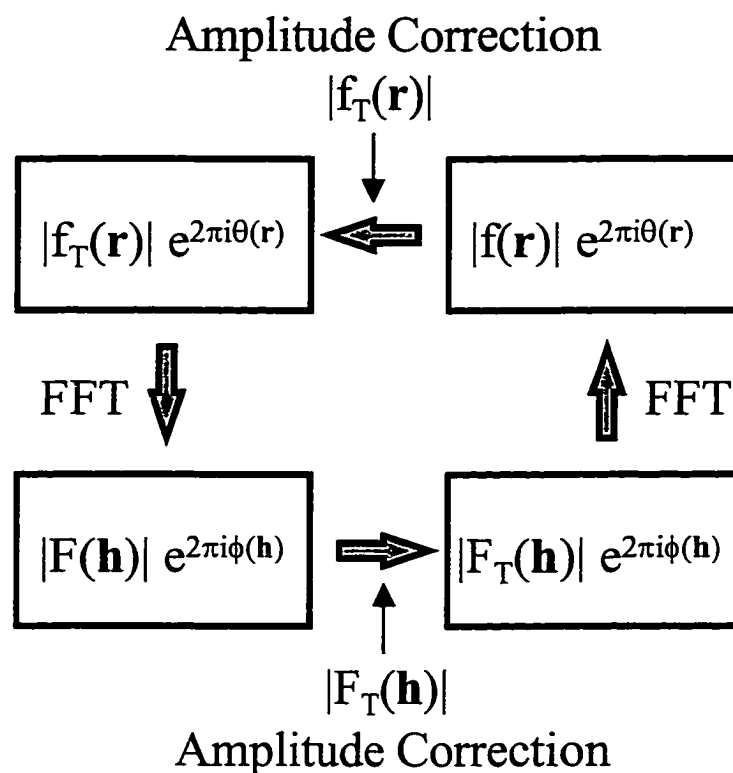 Amplitude Correction
|f_T(r)|
|f_T(r)| e^{2πiθ(r)}
|f(r)| e^{2πiθ(r)}
FFT
FFT
|F(h)| e^{2πiϕ(h)}
|F_T(h)| e^{2πiϕ(h)}
|F_T(h)|
Amplitude Correction